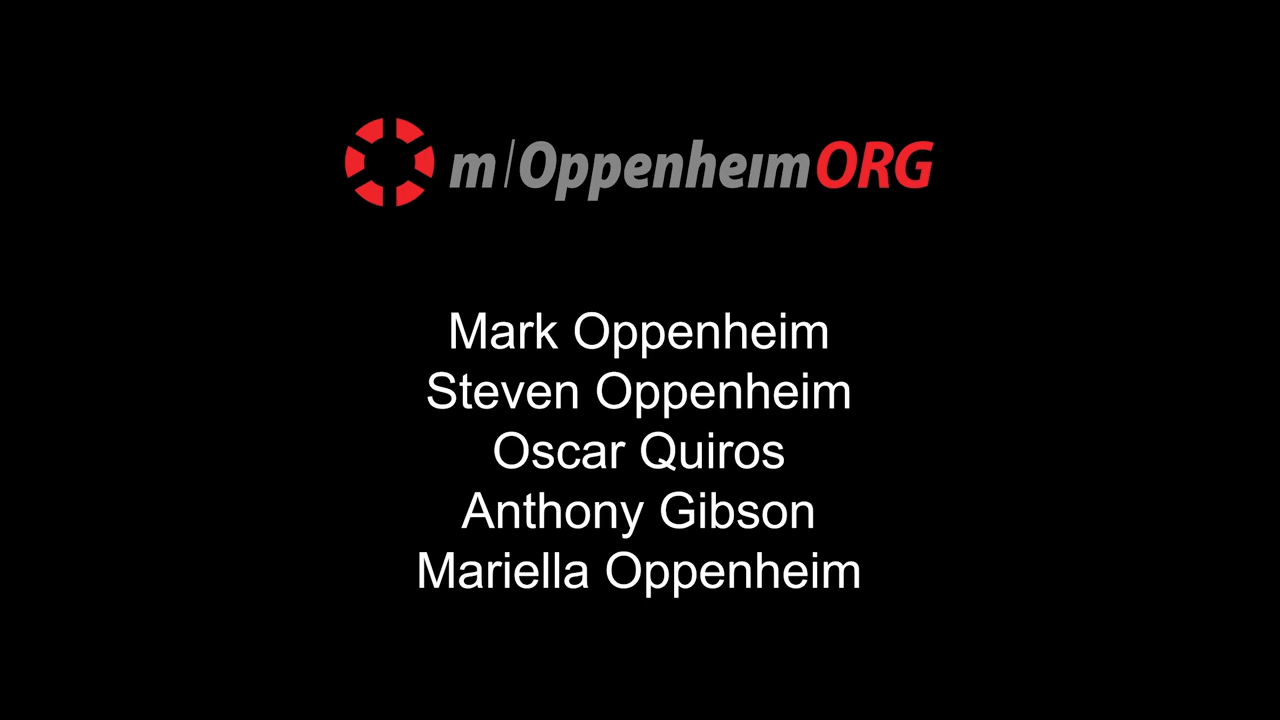 m/OppenheimORG
Mark Oppenheim
Steven Oppenheim
Oscar Quiros
Anthony Gibson
Mariella Oppenheim